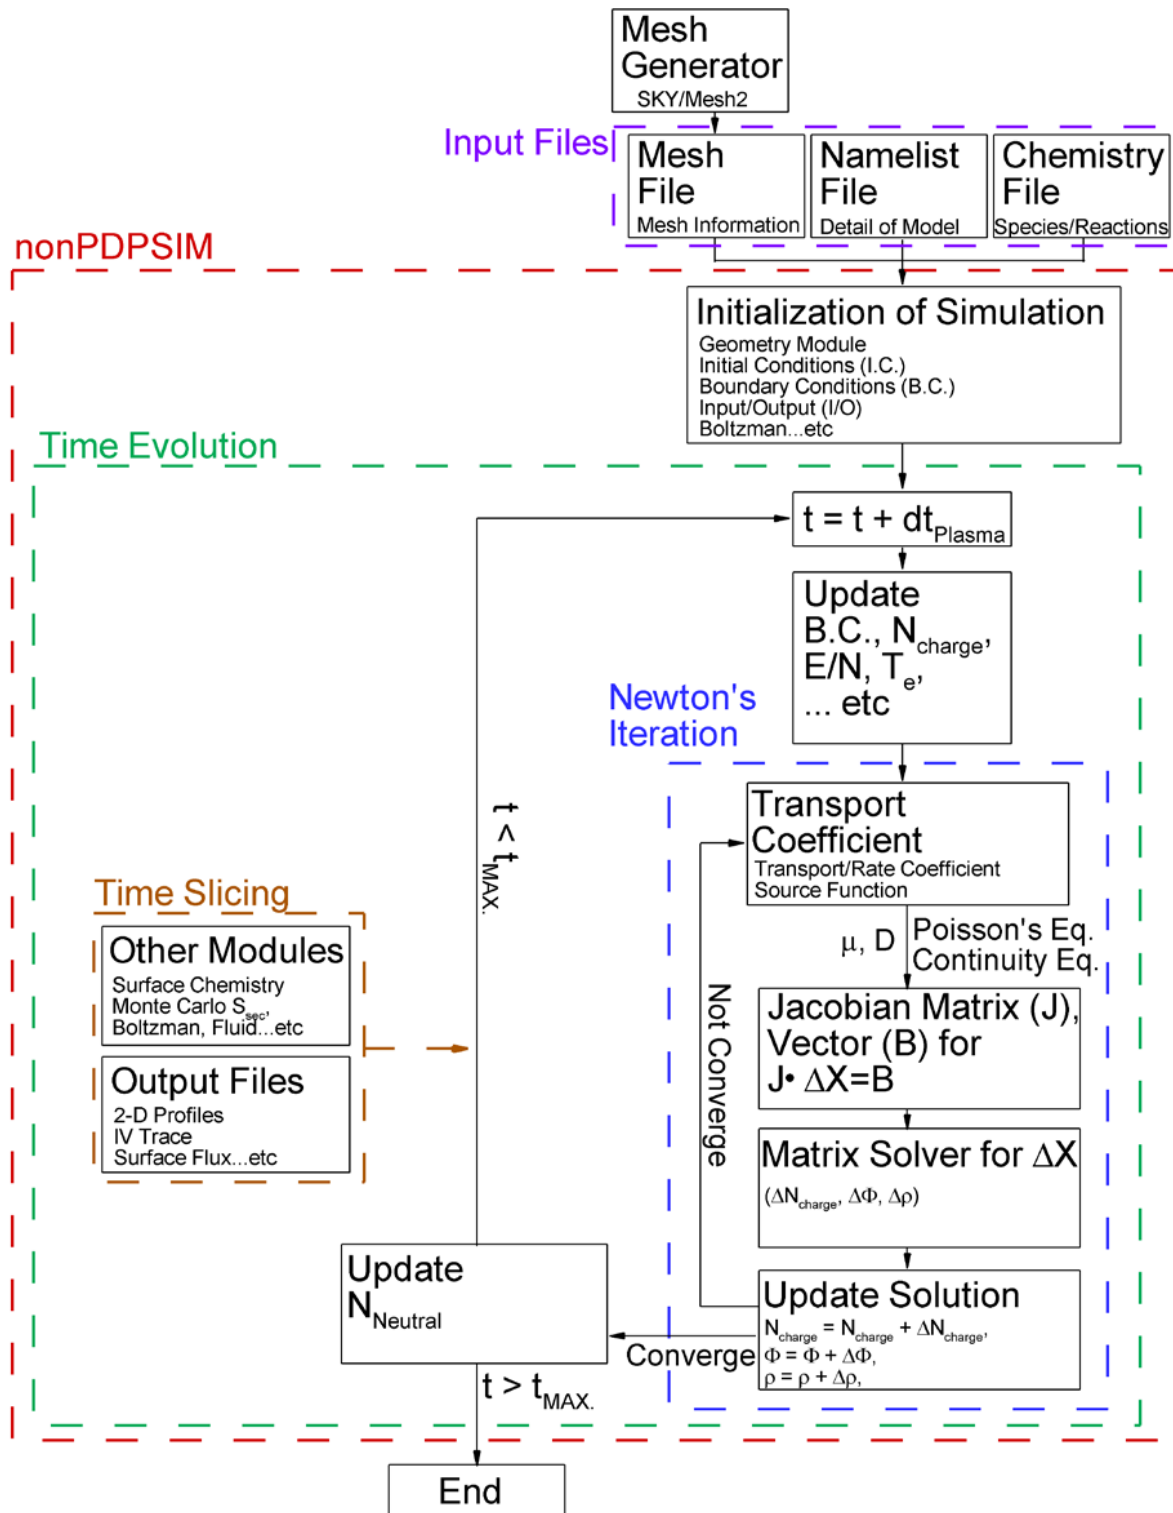 Mesh
Generator
SKY/Mesh2
Input Files
Mesh
File
Mesh Information
Namelist
File
Detail of Model
Chemistry
File
Species/Reactions
nonPDPSIM
Initialization of Simulation
Geometry Module
Initial Conditions (I.C.)
Boundary Conditions (B.C.)
Input/Output (I/O)
Boltzman...etc
Time Evolution
t = t + dtPlasma
Update
B.C., Ncharge,
E/N, Te,
... etc
Newton's
Iteration
Transport
Coefficient
Transport/Rate Coefficient
Source Function
μ, D
Poisson's Eq.
Continuity Eq.
Jacobian Matrix (J),
Vector (B) for
J• ΔX=B
Matrix Solver for ΔX
(ΔNcharge, ΔΦ, Δρ)
Update Solution
Ncharge = Ncharge + ΔNcharge,
Φ = Φ + ΔΦ,
ρ = ρ + Δρ,
Not Converge
Converge
t < tMAX.
Time Slicing
Other Modules
Surface Chemistry
Monte Carlo Ssec,
Boltzman, Fluid...etc
Output Files
2-D Profiles
IV Trace
Surface Flux...etc
Update
NNeutral
t > tMAX.
End